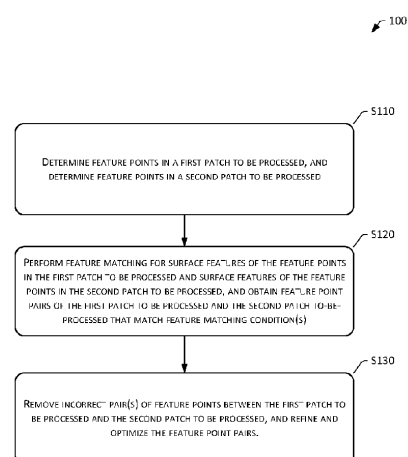 100
S110
DETERMINE FEATURE POINTS IN A FIRST PATCH TO BE PROCESSED, AND
DETERMINE FEATURE POINTS IN A SECOND PATCH TO BE PROCESSED
S120
PERFORM FEATURE MATCHING FOR SURFACE FEATURES OF THE FEATURE POINTS
IN THE FIRST PATCH TO BE PROCESSED AND SURFACE FEATURES OF THE FEATURE
POINTS IN THE SECOND PATCH TO BE PROCESSED, AND OBTAIN FEATURE POINT
PAIRS OF THE FIRST PATCH TO BE PROCESSED AND THE SECOND PATCH TO-BE-
PROCESSED THAT MATCH FEATURE MATCHING CONDITION(S)
S130
REMOVE INCORRECT PAIR(S) OF FEATURE POINTS BETWEEN THE FIRST PATCH TO
BE PROCESSED AND THE SECOND PATCH TO BE PROCESSED, AND REFINE AND
OPTIMIZE THE FEATURE POINT PAIRS.